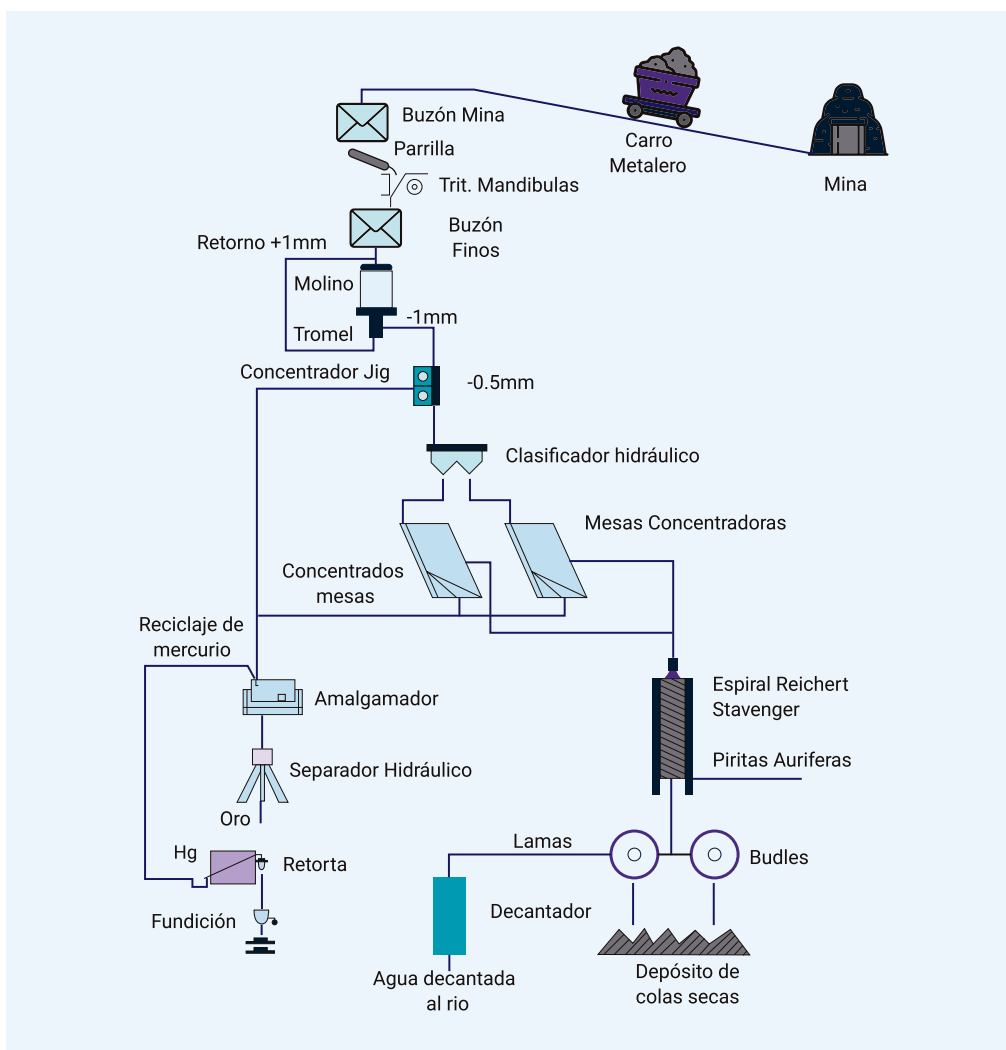 Buzón Mina
Carro
Metalero
Mina
Parrilla
Trit. Mandibulas
Buzón
Finos
Retorno +1mm
Molino
-1mm
Tromel
Concentrador Jig
-0.5mm
Clasificador hidráulico
Mesas Concentradoras
Concentrados
mesas
Reciclaje de
mercurio
Amalgamador
Espiral Reichert
Stavenger
Piritas Auriferas
Separador Hidráulico
Oro
Hg
Retorta
Lamas
Budles
Fundición
Decantador
Agua decantada
al rio
Depósito de
colas secas